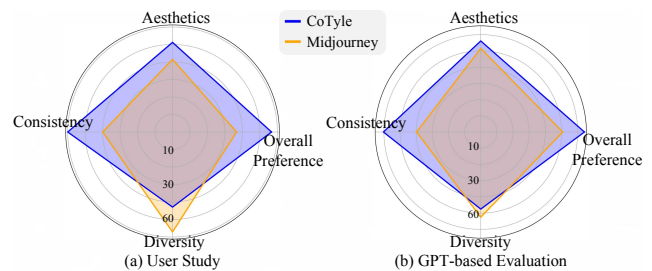 Aesthetics
CoTyle
Midjourney
Aesthetics
Consistency
Overall
Preference
10
30
60
Diversity
(a) User Study
Consistency
Overall
Preference
10
30
60
Diversity
(b) GPT-based Evaluation